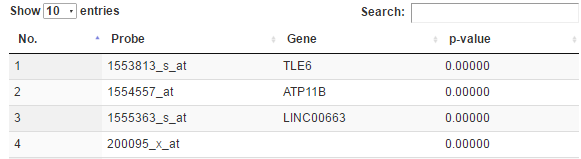 Show 10 entries Search:
No. Probe Gene p-value
1 1553813_s_at TLE6 0.00000
2 1554557_at ATP11B 0.00000
3 1555363_s_at LINC00663 0.00000
4 200095_x_at 0.00000